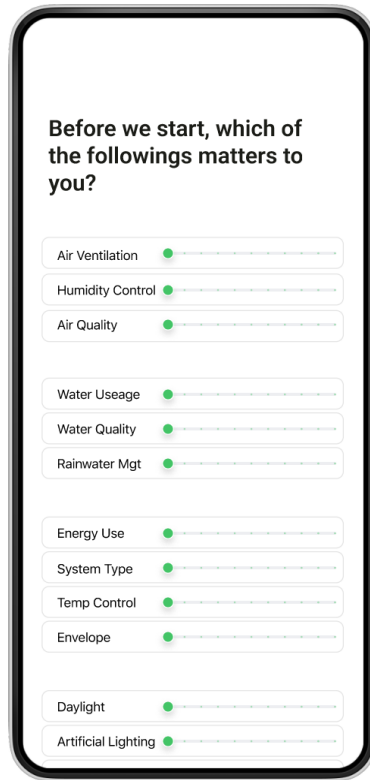 Before we start, which of
the followings matters to
you?
Air Ventilation
Humidity Control
Air Quality
Water Useage
Water Quality
Rainwater Mgt
Energy Use
System Type
Temp Control
Envelope
Daylight
Artificial Lighting